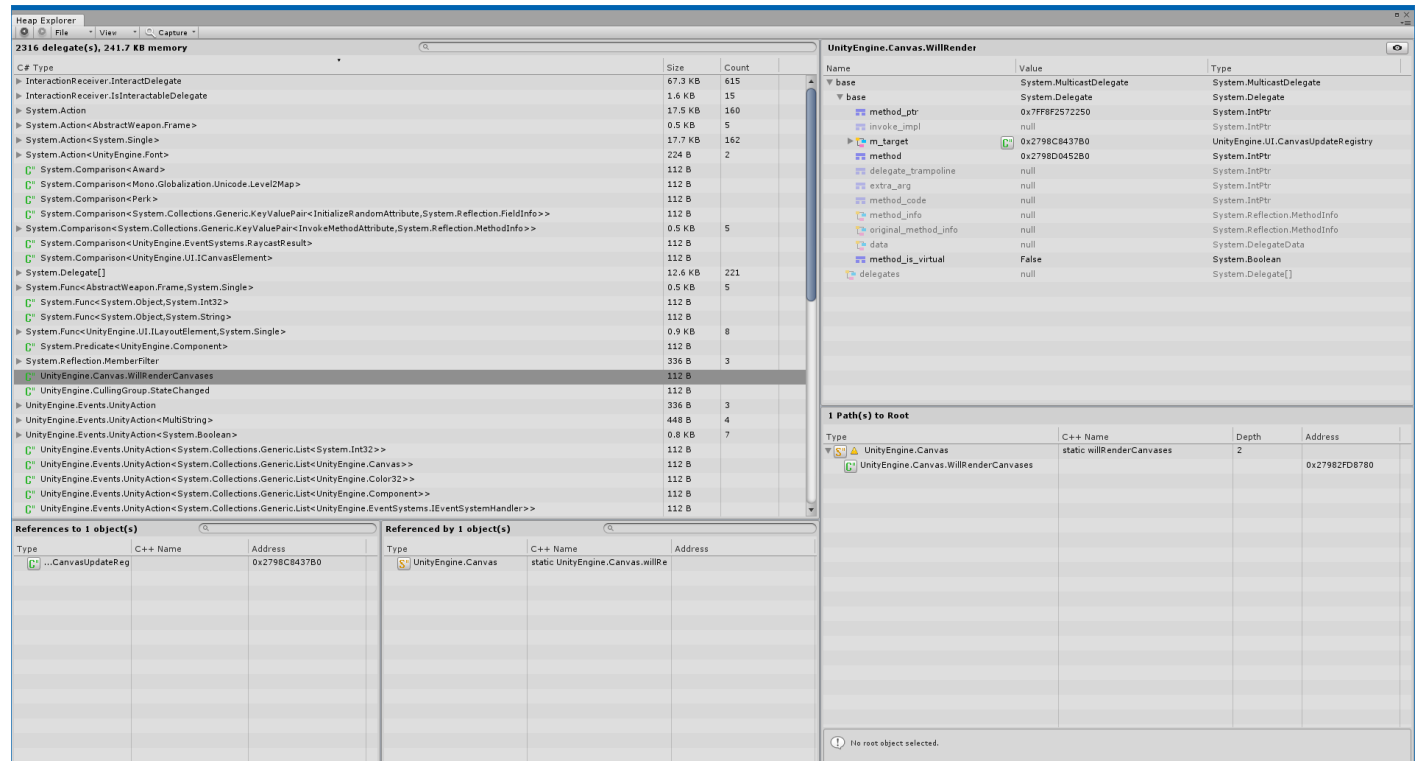 Heap Explorer
File View Capture
2316 delegate(s), 241.7 KB memory
C# Type Size Count
InteractionReceiver.InteractDelegate 67.3 KB 615
InteractionReceiver.IsInteractableDelegate 1.6 KB 15
System.Action 17.5 KB 160
System.Action<AbstractWeapon.Frame> 0.5 KB 5
System.Action<System.Single> 17.7 KB 162
System.Action<UnityEngine.Font> 224 B 2
C# System.Comparison<Award> 112 B
C# System.Comparison<Mono.Globalization.Unicode.Level2Map> 112 B
C# System.Comparison<Perk> 112 B
C# System.Comparison<System.Collections.Generic.KeyValuePair<InitializeRandomAttribute,System.Reflection.FieldInfo>> 112 B
System.Comparison<System.Collections.Generic.KeyValuePair<InvokeMethodAttribute,System.Reflection.MethodInfo>> 0.5 KB 5
C# System.Comparison<UnityEngine.EventSystems.RaycastResult> 112 B
C# System.Comparison<UnityEngine.UI.ICanvasElement> 112 B
System.Delegate[] 12.6 KB 221
System.Func<AbstractWeapon.Frame,System.Single> 0.5 KB 5
C# System.Func<System.Object,System.Int32> 112 B
C# System.Func<System.Object,System.String> 112 B
System.Func<UnityEngine.UI.ILayoutElement,System.Single> 0.9 KB 8
C# System.Predicate<UnityEngine.Component> 112 B
System.Reflection.MemberFilter 336 B 3
C# UnityEngine.Canvas.WillRenderCanvases 112 B
C# UnityEngine.CullingGroup.StateChanged 112 B
UnityEngine.Events.UnityAction 336 B 3
UnityEngine.Events.UnityAction<MultiString> 448 B 4
UnityEngine.Events.UnityAction<System.Boolean> 0.8 KB 7
C# UnityEngine.Events.UnityAction<System.Collections.Generic.List<System.Int32>> 112 B
C# UnityEngine.Events.UnityAction<System.Collections.Generic.List<UnityEngine.Canvas>> 112 B
C# UnityEngine.Events.UnityAction<System.Collections.Generic.List<UnityEngine.Color32>> 112 B
C# UnityEngine.Events.UnityAction<System.Collections.Generic.List<UnityEngine.Component>> 112 B
C# UnityEngine.Events.UnityAction<System.Collections.Generic.List<UnityEngine.EventSystems.IEventSystemHandler>> 112 B
References to 1 object(s)
Type C++ Name Address
C# ...CanvasUpdateReg 0x2798C8437B0
Referenced by 1 object(s)
Type C++ Name Address
S# UnityEngine.Canvas static UnityEngine.Canvas.willRe
UnityEngine.Canvas.WillRender
Name Value Type
base System.MulticastDelegate System.MulticastDelegate
base System.Delegate System.Delegate
method_ptr 0x7FF8F2572250 System.IntPtr
invoke_impl null System.IntPtr
m_target C# 0x2798C8437B0 UnityEngine.UI.CanvasUpdateRegistry
method 0x2798D0452B0 System.IntPtr
delegate_trampoline null System.IntPtr
extra_arg null System.IntPtr
method_code null System.IntPtr
method_info null System.Reflection.MethodInfo
original_method_info null System.Reflection.MethodInfo
data null System.DelegateData
method_is_virtual False System.Boolean
delegates null System.Delegate[]
1 Path(s) to Root
Type C++ Name Depth Address
S# UnityEngine.Canvas static willRenderCanvases 2
C# UnityEngine.Canvas.WillRenderCanvases 0x27982FD8780
No root object selected.